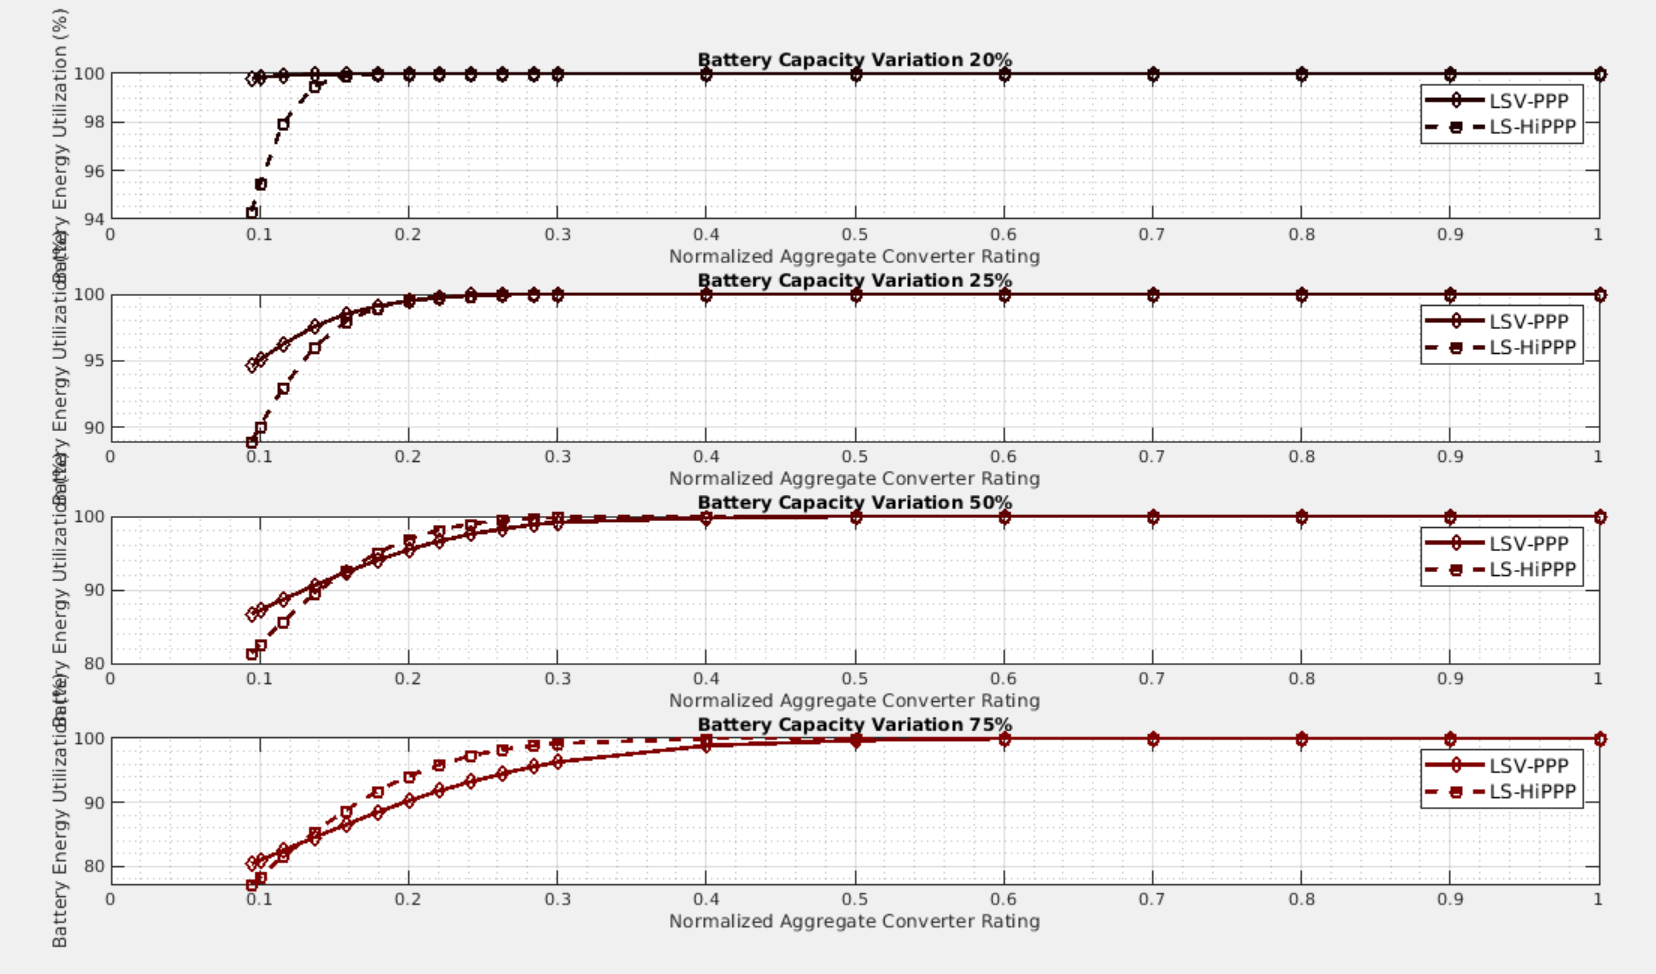 Battery Capacity Variation 20%
Battery Energy Utilization (%)
100
98
96
94
0 0.1 0.2 0.3 0.4 0.5 0.6 0.7 0.8 0.9 1
Normalized Aggregate Converter Rating
LSV-PPP
LS-HiPPP
Battery Capacity Variation 25%
Battery Energy Utilization (%)
100
95
90
0 0.1 0.2 0.3 0.4 0.5 0.6 0.7 0.8 0.9 1
Normalized Aggregate Converter Rating
LSV-PPP
LS-HiPPP
Battery Capacity Variation 50%
Battery Energy Utilization (%)
100
90
80
0 0.1 0.2 0.3 0.4 0.5 0.6 0.7 0.8 0.9 1
Normalized Aggregate Converter Rating
LSV-PPP
LS-HiPPP
Battery Capacity Variation 75%
Battery Energy Utilization (%)
100
90
80
0 0.1 0.2 0.3 0.4 0.5 0.6 0.7 0.8 0.9 1
Normalized Aggregate Converter Rating
LSV-PPP
LS-HiPPP